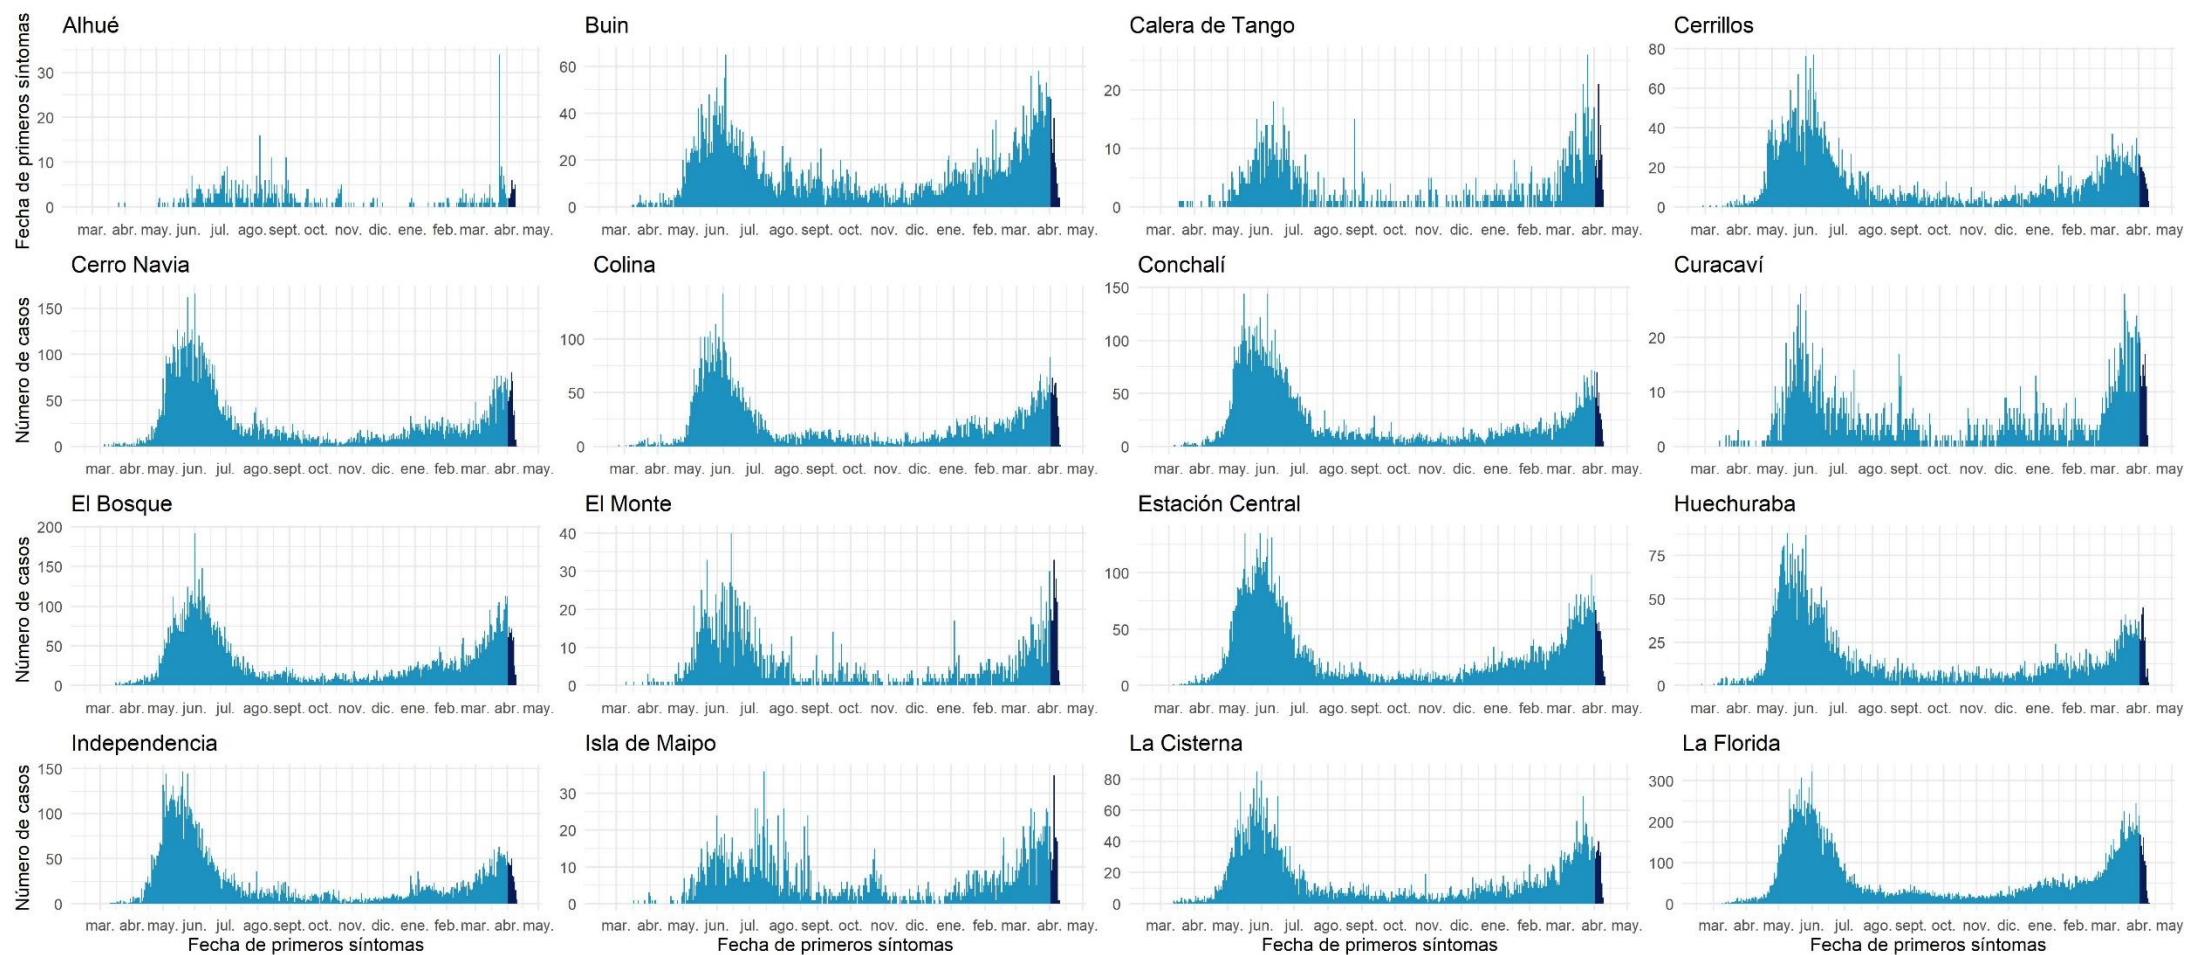 Alhué
Fecha de primeros síntomas
30
20
10
0
mar. abr. may. jun. jul. ago. sept. oct. nov. dic. ene. feb. mar. abr. may.
Buin
60
40
20
0
mar. abr. may. jun. jul. ago. sept. oct. nov. dic. ene. feb. mar. abr. may.
Calera de Tango
20
10
0
mar. abr. may. jun. jul. ago. sept. oct. nov. dic. ene. feb. mar. abr. may.
Cerrillos
80
60
40
20
0
mar. abr. may. jun. jul. ago. sept. oct. nov. dic. ene. feb. mar. abr. may
Cerro Navia
Número de casos
150
100
50
0
mar. abr. may. jun. jul. ago. sept. oct. nov. dic. ene. feb. mar. abr. may.
Colina
100
50
0
mar. abr. may. jun. jul. ago. sept. oct. nov. dic. ene. feb. mar. abr. may.
Conchalí
150
100
50
0
mar. abr. may. jun. jul. ago. sept. oct. nov. dic. ene. feb. mar. abr. may.
Curacaví
20
10
0
mar. abr. may. jun. jul. ago. sept. oct. nov. dic. ene. feb. mar. abr. may
El Bosque
Número de casos
200
150
100
50
0
mar. abr. may. jun. jul. ago. sept. oct. nov. dic. ene. feb. mar. abr. may.
El Monte
40
30
20
10
0
mar. abr. may. jun. jul. ago. sept. oct. nov. dic. ene. feb. mar. abr. may.
Estación Central
100
50
0
mar. abr. may. jun. jul. ago. sept. oct. nov. dic. ene. feb. mar. abr. may.
Huechuraba
75
50
25
0
mar. abr. may. jun. jul. ago. sept. oct. nov. dic. ene. feb. mar. abr. may
Independencia
Número de casos
150
100
50
0
mar. abr. may. jun. jul. ago. sept. oct. nov. dic. ene. feb. mar. abr. may.
Fecha de primeros síntomas
Isla de Maipo
30
20
10
0
mar. abr. may. jun. jul. ago. sept. oct. nov. dic. ene. feb. mar. abr. may.
Fecha de primeros síntomas
La Cisterna
80
60
40
20
0
mar. abr. may. jun. jul. ago. sept. oct. nov. dic. ene. feb. mar. abr. may.
Fecha de primeros síntomas
La Florida
300
200
100
0
mar. abr. may. jun. jul. ago. sept. oct. nov. dic. ene. feb. mar. abr. may
Fecha de primeros síntomas